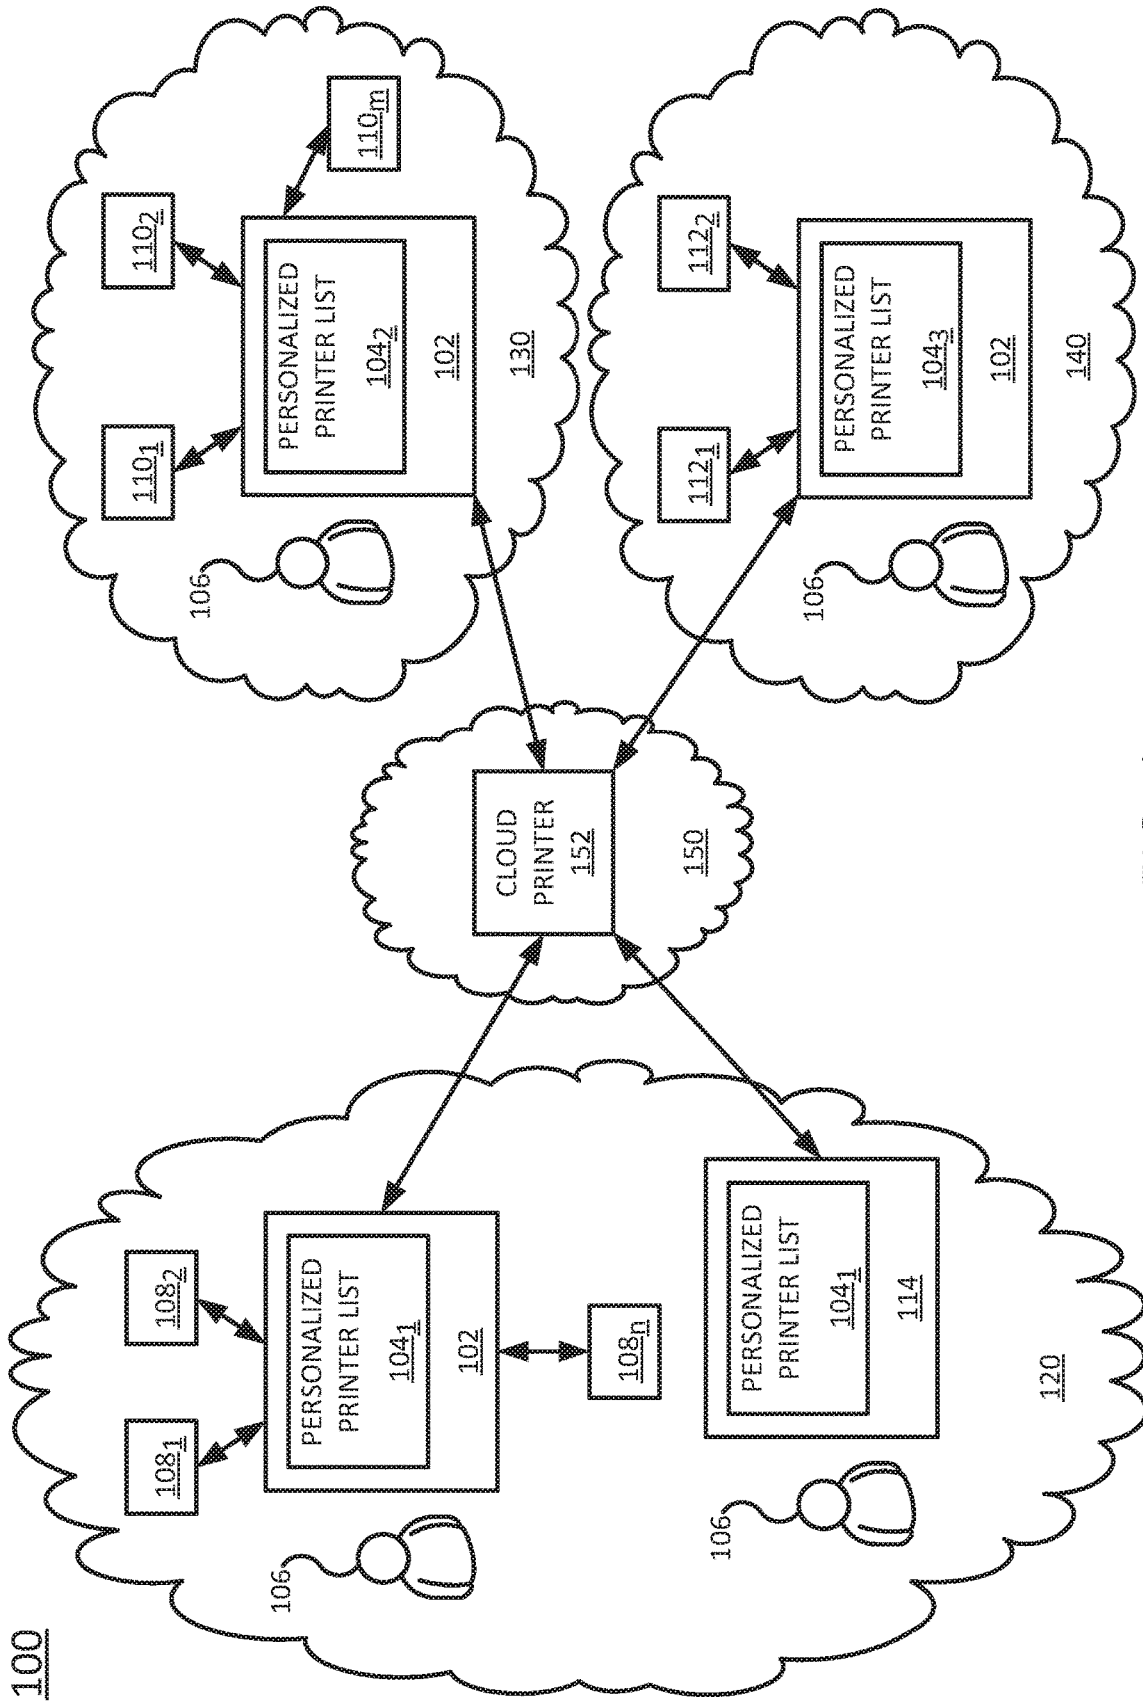 100
108₁
108₂
106
PERSONALIZED
PRINTER LIST
104₁
102
108ₙ
106
PERSONALIZED
PRINTER LIST
104₁
114
120
CLOUD
PRINTER
152
150
110₁
110₂
110ₘ
106
PERSONALIZED
PRINTER LIST
104₂
102
130
112₁
112₂
106
PERSONALIZED
PRINTER LIST
104₃
102
140